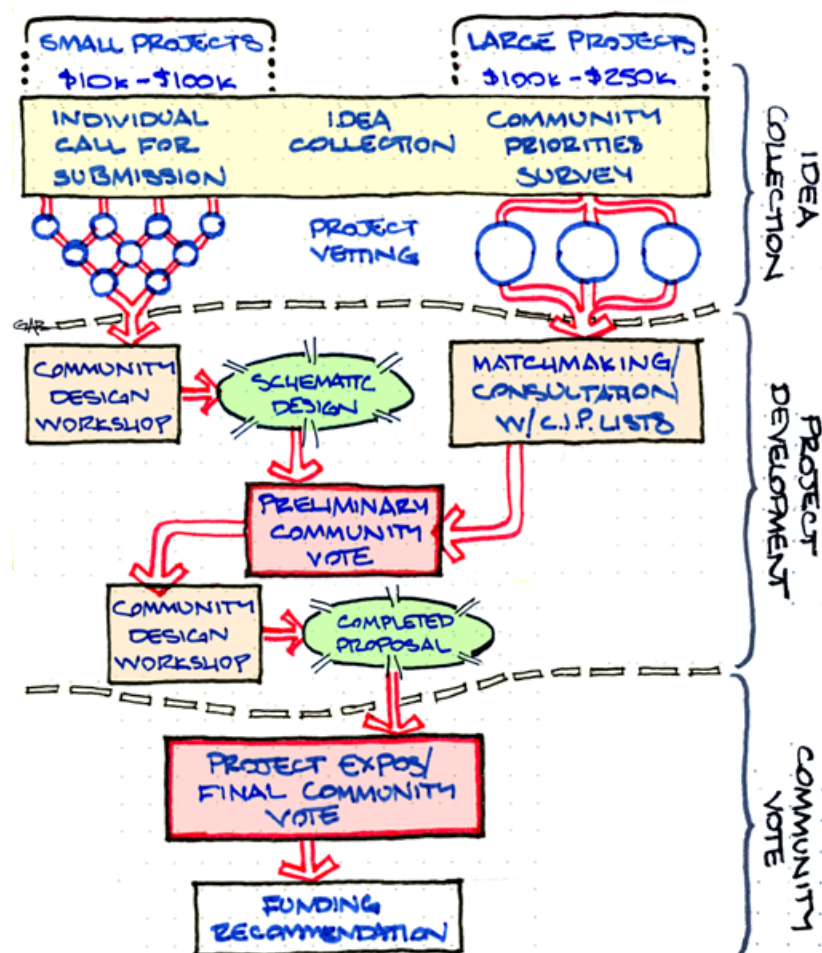 SMALL PROJECTS
$10K - $100K
LARGE PROJECTS
$100K - $250K
INDIVIDUAL
CALL FOR
SUBMISSION
IDEA
COLLECTION
COMMUNITY
PRIORITIES
SURVEY
PROJECT
VETTING
IDEA
COLLECTION
GAR
COMMUNITY
DESIGN
WORKSHOP
SCHEMATIC
DESIGN
MATCHMAKING/
CONSULTATION
W/C.I.P. LISTS
PRELIMINARY
COMMUNITY
VOTE
COMMUNITY
DESIGN
WORKSHOP
COMPLETED
PROPOSAL
PROJECT
DEVELOPMENT
PROJECT EXPOS/
FINAL COMMUNITY
VOTE
FUNDING
RECOMMENDATION
COMMUNITY
VOTE